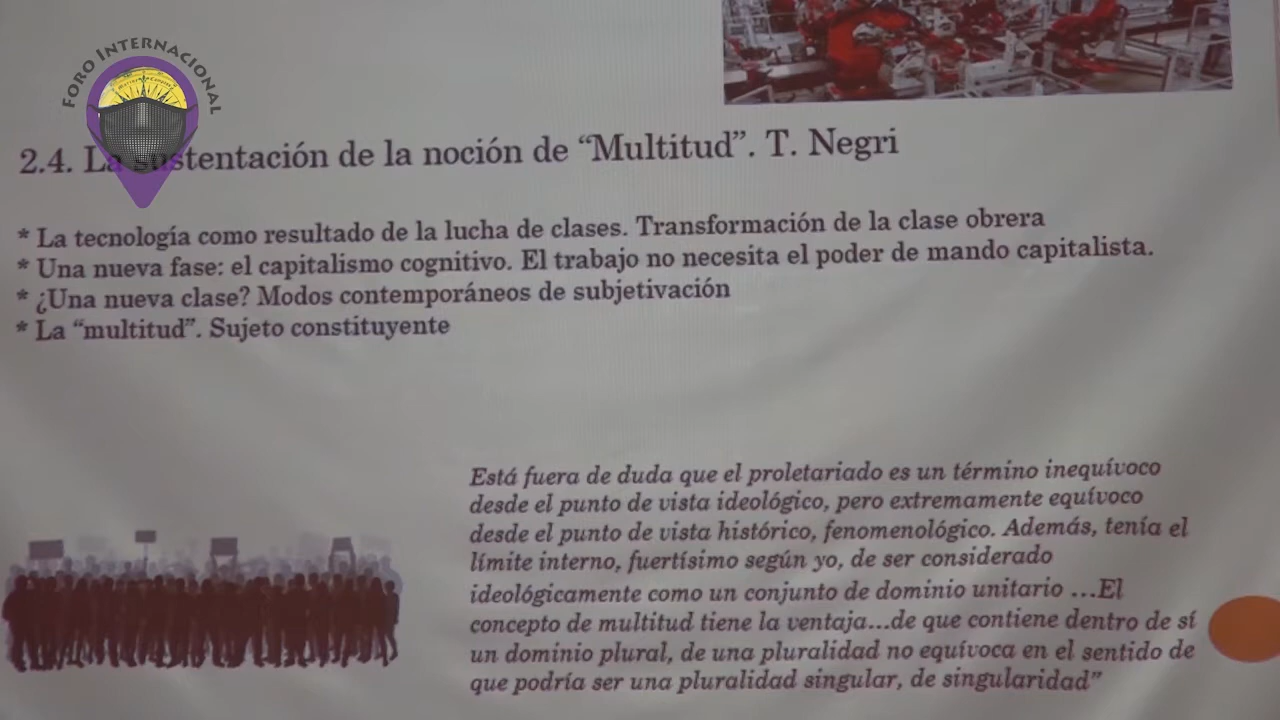 FORO INTERNACIONAL
2.4. La sustentación de la noción de “Multitud”. T. Negri
* La tecnología como resultado de la lucha de clases. Transformación de la clase obrera
* Una nueva fase: el capitalismo cognitivo. El trabajo no necesita el poder de mando capitalista.
* ¿Una nueva clase? Modos contemporáneos de subjetivación
* La “multitud”. Sujeto constituyente
Está fuera de duda que el proletariado es un término inequívoco
desde el punto de vista ideológico, pero extremamente equívoco
desde el punto de vista histórico, fenomenológico. Además, tenía el
límite interno, fuertísimo según yo, de ser considerado
ideológicamente como un conjunto de dominio unitario …El
concepto de multitud tiene la ventaja…de que contiene dentro de sí
un dominio plural, de una pluralidad no equívoca en el sentido de
que podría ser una pluralidad singular, de singularidad”